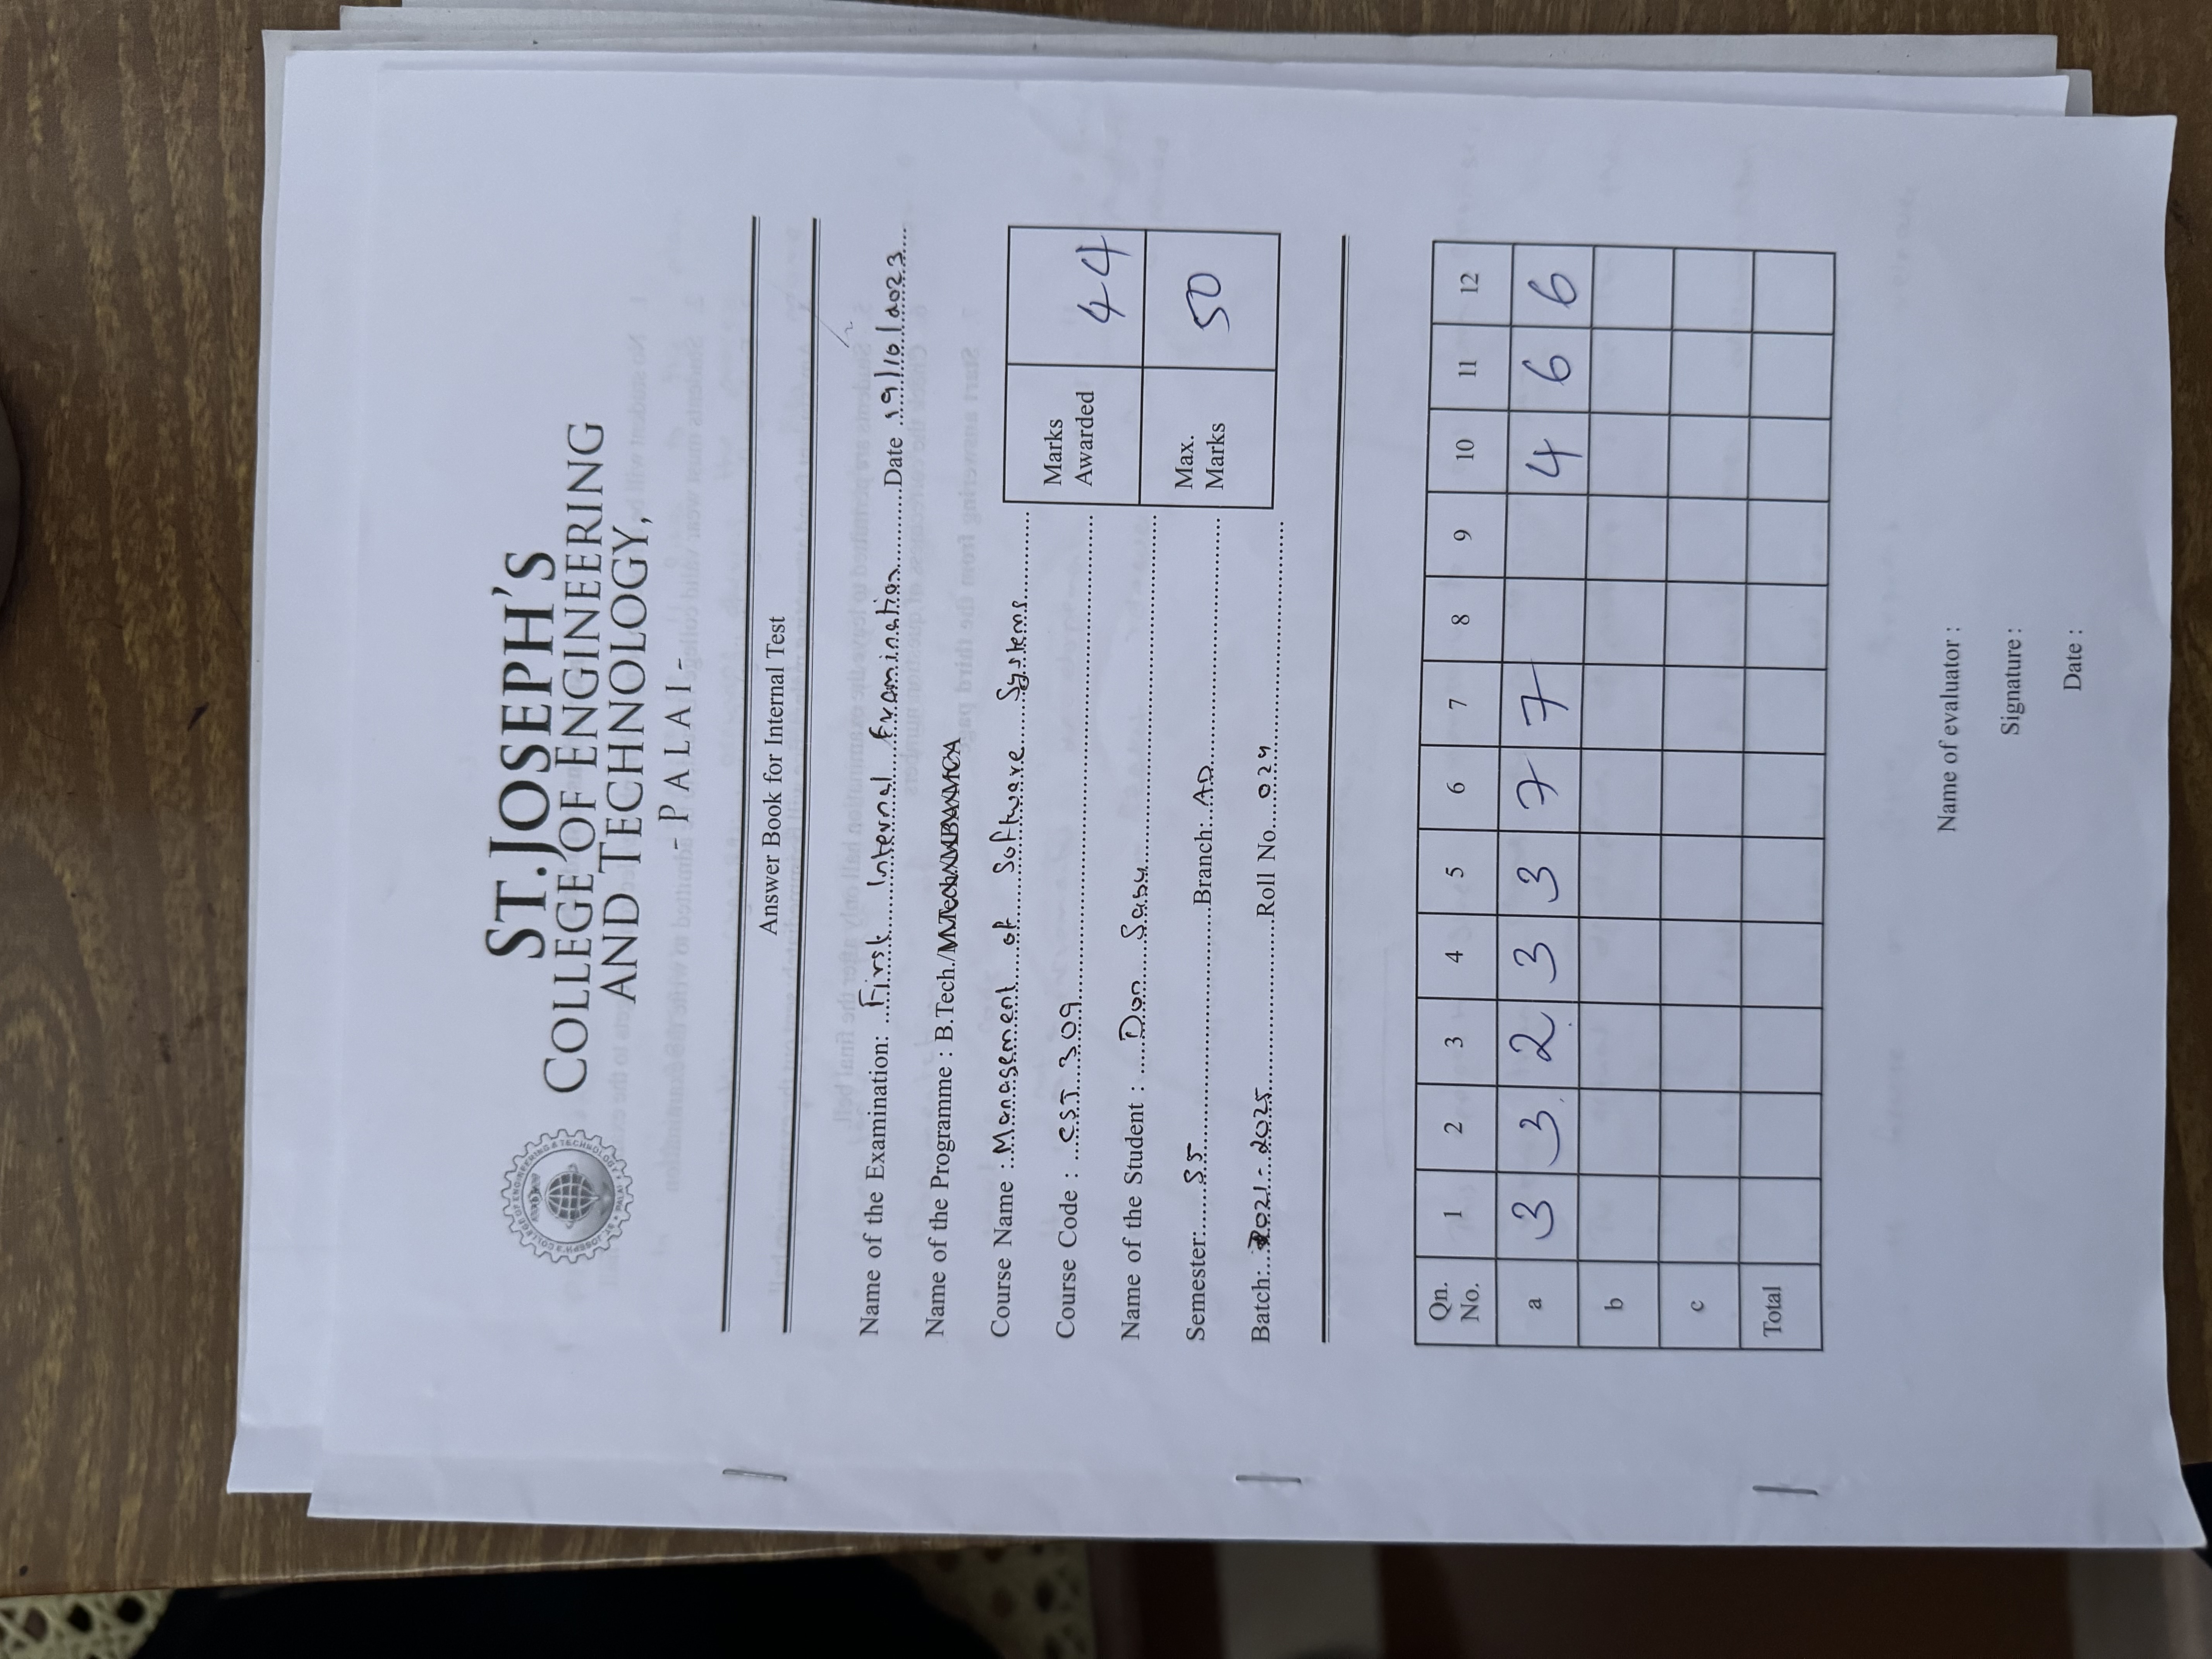 ST.JOSEPH'S
COLLEGE OF ENGINEERING
AND TECHNOLOGY,
- PALAI -
Answer Book for Internal Test
Name of the Examination: First Internal Examination Date 19/10/2023
Name of the Programme : B.Tech./M.Tech./MBA/MCA
Course Name : Management of Software Systems
Course Code : CST 309
Name of the Student : Don Sabu
Semester: S5 Branch: AD
Batch: 2021-2025 Roll No. 029
Marks Awarded 44
Max. Marks 50
Qn. No. 1 2 3 4 5 6 7 8 9 10 11 12
a 3 3 2 3 3 7 7 4 6 6
b
c
Total
Name of evaluator :
Signature :
Date :